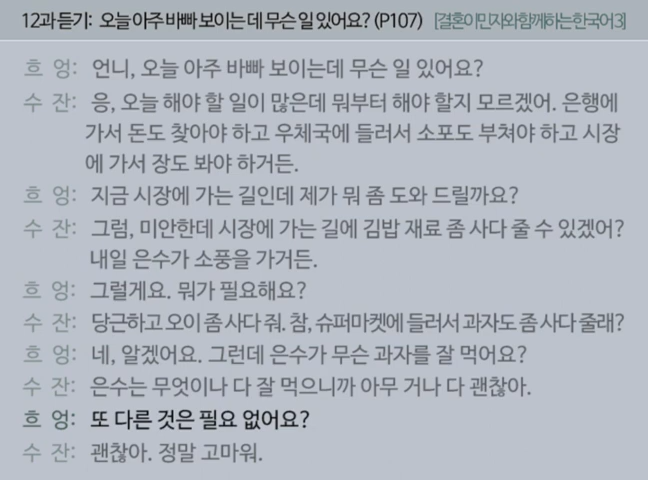 12과 듣기: 오늘 아주 바빠 보이는 데 무슨 일 있어요? (P107) [결혼이민자와 함께하는 한국어 3]
흐 엉: 언니, 오늘 아주 바빠 보이는데 무슨 일 있어요?
수 잔: 응, 오늘 해야 할 일이 많은데 뭐부터 해야 할지 모르겠어. 은행에
가서 돈도 찾아야 하고 우체국에 들러서 소포도 부쳐야 하고 시장
에 가서 장도 봐야 하거든.
흐 엉: 지금 시장에 가는 길인데 제가 뭐 좀 도와 드릴까요?
수 잔: 그럼, 미안한데 시장에 가는 길에 김밥 재료 좀 사다 줄 수 있겠어?
내일 은수가 소풍을 가거든.
흐 엉: 그럴게요. 뭐가 필요해요?
수 잔: 당근하고 오이 좀 사다 줘. 참, 슈퍼마켓에 들러서 과자도 좀 사다 줄래?
흐 엉: 네, 알겠어요. 그런데 은수가 무슨 과자를 잘 먹어요?
수 잔: 은수는 무엇이나 다 잘 먹으니까 아무 거나 다 괜찮아.
흐 엉: 또 다른 것은 필요 없어요?
수 잔: 괜찮아. 정말 고마워.